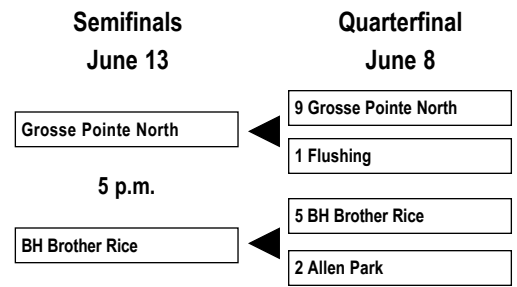 Semifinals
June 13
Quarterfinal
June 8
9 Grosse Pointe North
Grosse Pointe North
1 Flushing
5 p.m.
5 BH Brother Rice
BH Brother Rice
2 Allen Park